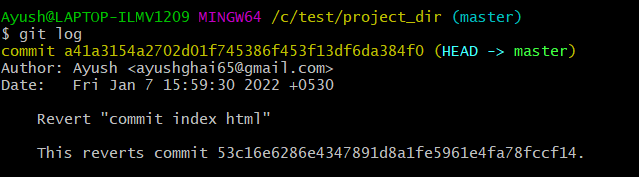 Ayush@LAPTOP-ILMV1209 MINGW64 /c/test/project_dir (master)
$ git log
commit a41a3154a2702d01f745386f453f13df6da384f0 (HEAD -> master)
Author: Ayush <ayushghai65@gmail.com>
Date:   Fri Jan 7 15:59:30 2022 +0530
Revert "commit index html"
This reverts commit 53c16e6286e4347891d8a1fe5961e4fa78fccf14.